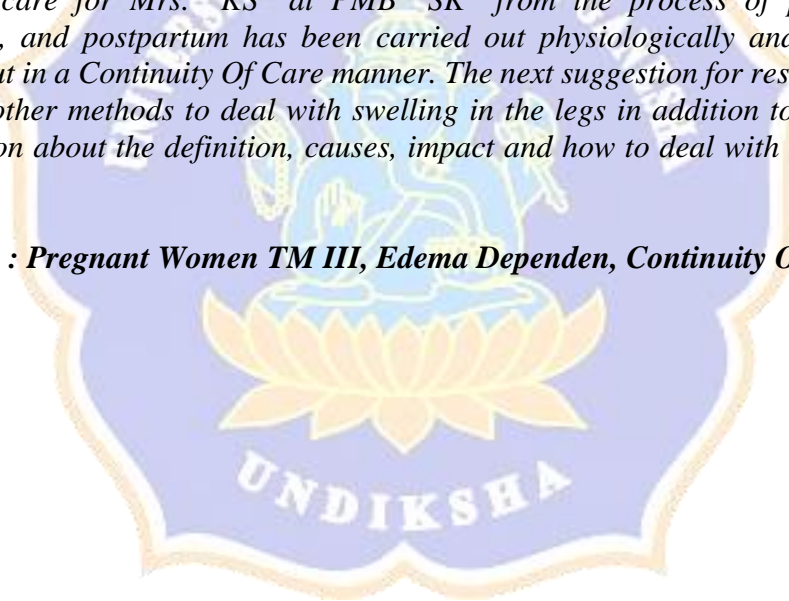 care for Mrs. "KS" at PMB "SK" from the process of
, and postpartum has been carried out physiologically and
in a Continuity Of Care manner. The next suggestion for
other methods to deal with swelling in the legs in addition to
about the definition, causes, impact and how to deal with
: Pregnant Women TM III, Edema Dependen, Continuity
UNDIKSHA